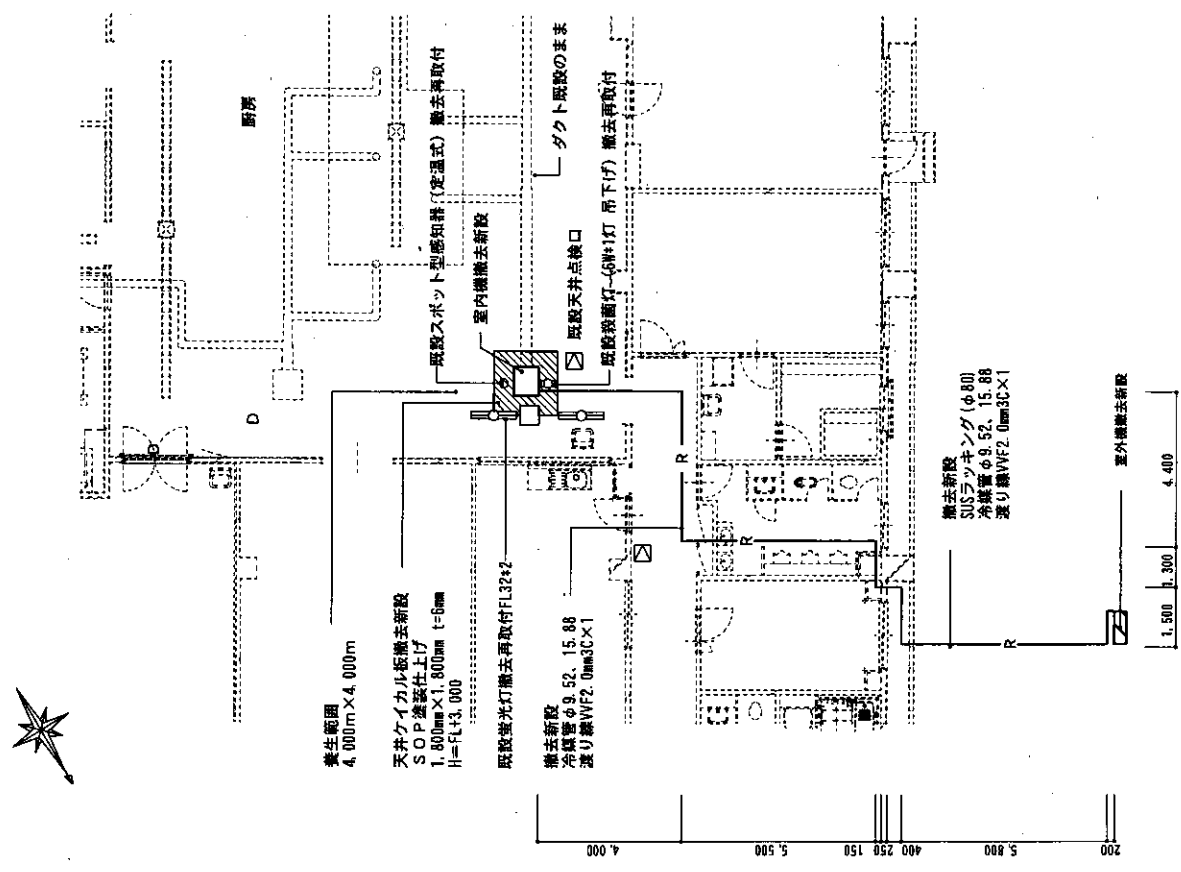 厨房
既設スポット型感知器（定温式）撤去再取付
室内機撤去新設
ダクト既設のまま
既設天井点検口
既設殺菌灯(6W*1灯 吊下げ) 撤去再取付
養生範囲
4,000m×4,000m
天井ケイカル板撤去新設
SOP塗装仕上げ
1,800mm×1,800mm t=6mm
H=FL+3,000
既設蛍光灯撤去再取付FL32*2
撤去新設
冷媒管φ9.52、15.88
渡り線VVF2.0mm3C×1
撤去新設
SUSラッキング(φ80)
冷媒管φ9.52、15.88
渡り線VVF2.0mm3C×1
室外機撤去新設
R
R
R
D
4,400
1,300
1,500
4,000
5,500
150
250
400
5,800
200